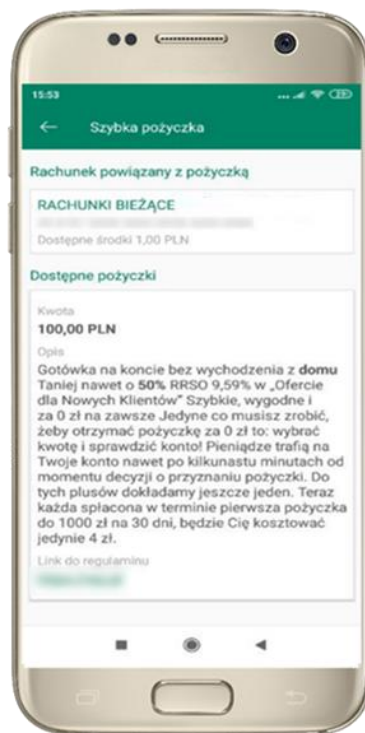 15:53
Szybka pożyczka
Rachunek powiązany z pożyczką
RACHUNKI BIEŻĄCE
Dostępne środki 1,00 PLN
Dostępne pożyczki
Kwota
100,00 PLN
Opis
Gotówka na koncie bez wychodzenia z domu
Taniej nawet o 50% RRSO 9,59% w „Ofercie
dla Nowych Klientów” Szybkie, wygodne i
za 0 zł na zawsze Jedyne co musisz zrobić,
żeby otrzymać pożyczkę za 0 zł to: wybrać
kwotę i sprawdzić konto! Pieniądze trafią na
Twoje konto nawet po kilkunastu minutach od
momentu decyzji o przyznaniu pożyczki. Do
tych plusów dokładamy jeszcze jeden. Teraz
każda spłacona w terminie pierwsza pożyczka
do 1000 zł na 30 dni, będzie Cię kosztować
jedynie 4 zł.
Link do regulaminu